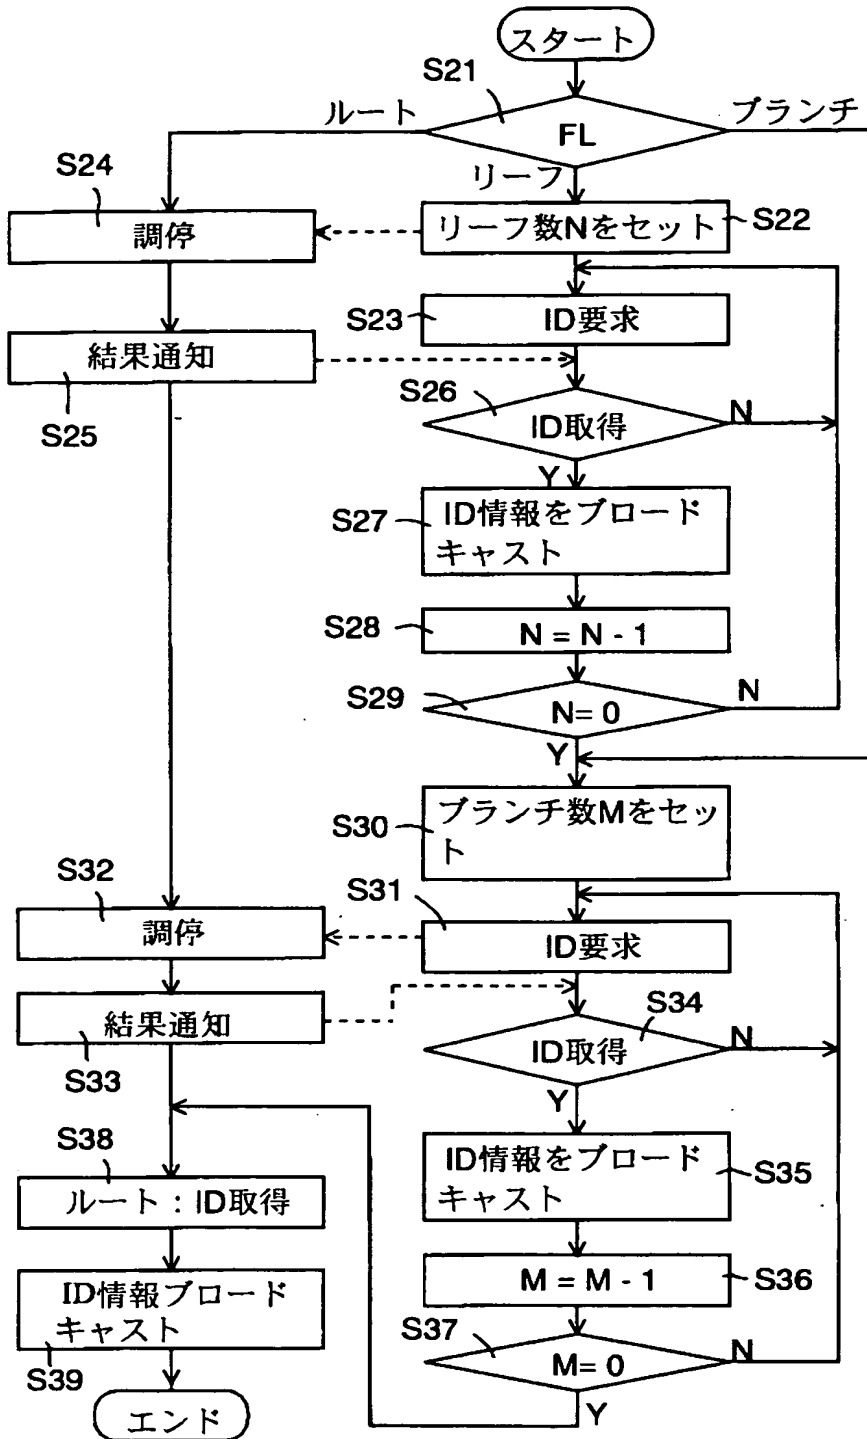 スタート
S21
ルート
FL
ブランチ
リーフ
S24
調停
リーフ数Nをセット
S22
S23
ID要求
結果通知
S25
S26
ID取得
N
Y
S27
ID情報をブロード
キャスト
S28
N = N - 1
S29
N= 0
N
Y
S30
ブランチ数Mをセッ
ト
S32
調停
S31
ID要求
結果通知
S33
S34
ID取得
N
Y
S35
ID情報をブロード
キャスト
S38
ルート：ID取得
M = M - 1
S36
ID情報ブロード
キャスト
S39
S37
M= 0
N
Y
エンド